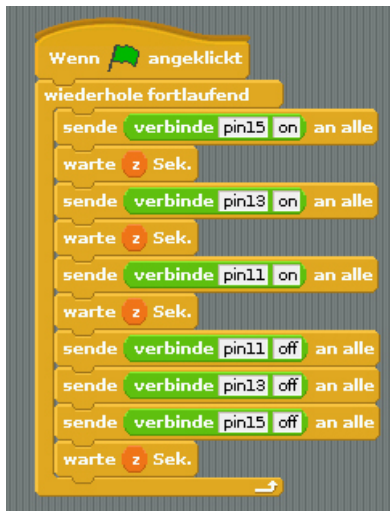 Wenn angeklickt
wiederhole fortlaufend
sende verbinde pin15 on an alle
warte z Sek.
sende verbinde pin13 on an alle
warte z Sek.
sende verbinde pin11 on an alle
warte z Sek.
sende verbinde pin11 off an alle
sende verbinde pin13 off an alle
sende verbinde pin15 off an alle
warte z Sek.